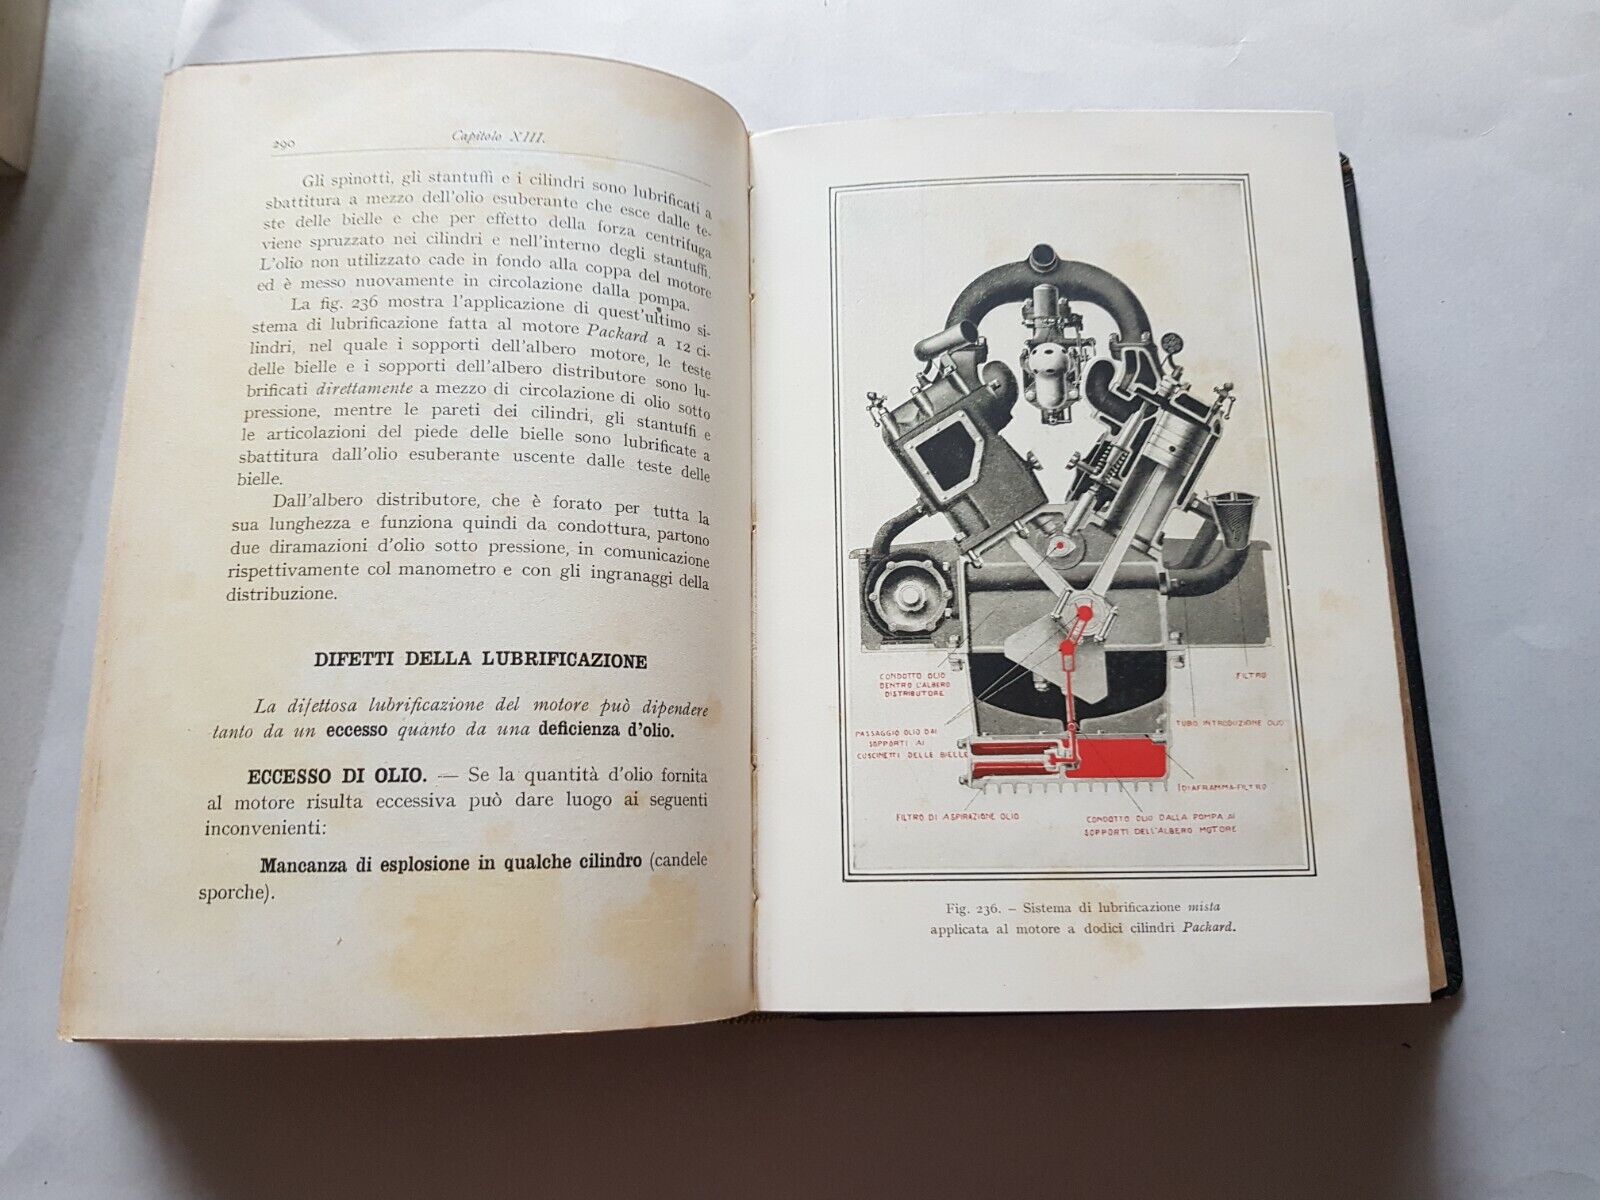 290
Capitolo XIII.
Gli spinotti, gli stantuffi e i cilindri sono lubrificati a
sbattitura a mezzo dell'olio esuberante che esce dalle te-
ste delle bielle e che per effetto della forza centrifuga
viene spruzzato nei cilindri e nell'interno degli stantuffi.
L'olio non utilizzato cade in fondo alla coppa del motore
ed è messo nuovamente in circolazione dalla pompa.
La fig. 236 mostra l'applicazione di quest'ultimo si-
stema di lubrificazione fatta al motore Packard a 12 ci-
lindri, nel quale i sopporti dell'albero motore, le teste
delle bielle e i sopporti dell'albero distributore sono lu-
brificati direttamente a mezzo di circolazione di olio sotto
pressione, mentre le pareti dei cilindri, gli stantuffi e
le articolazioni del piede delle bielle sono lubrificate a
sbattitura dall'olio esuberante uscente dalle teste delle
bielle.
Dall'albero distributore, che è forato per tutta la
sua lunghezza e funziona quindi da condottura, partono
due diramazioni d'olio sotto pressione, in comunicazione
rispettivamente col manometro e con gli ingranaggi della
distribuzione.
DIFETTI DELLA LUBRIFICAZIONE
La difettosa lubrificazione del motore può dipendere
tanto da un eccesso quanto da una deficienza d'olio.
ECCESSO DI OLIO. — Se la quantità d'olio fornita
al motore risulta eccessiva può dare luogo ai seguenti
inconvenienti:
Mancanza di esplosione in qualche cilindro (candele
sporche).
CONDOTTO OLIO
DENTRO L'ALBERO
DISTRIBUTORE
FILTRO
TUBO INTRODUZIONE OLIO
PASSAGGIO OLIO DAI
SOPPORTI AI
CUSCINETTI DELLE BIELLE
DIAFRAMMA-FILTRO
FILTRO DI ASPIRAZIONE OLIO
CONDOTTO OLIO DALLA POMPA AI
SOPPORTI DELL'ALBERO MOTORE
Fig. 236. – Sistema di lubrificazione mista
applicata al motore a dodici cilindri Packard.